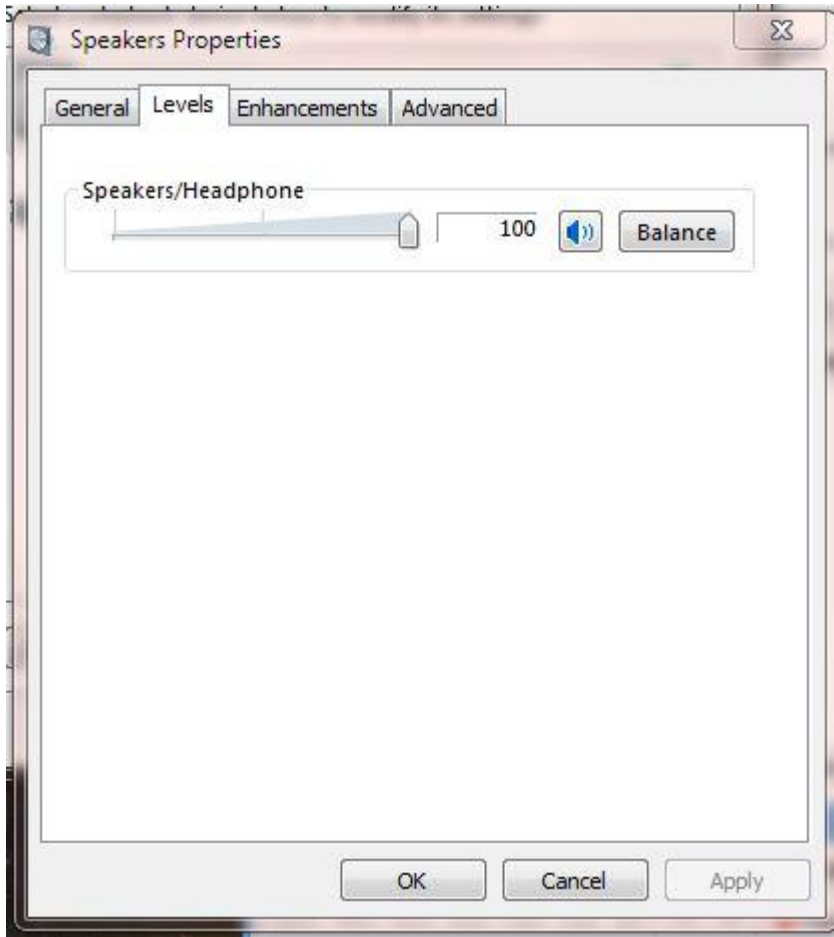 Speakers Properties
General Levels Enhancements Advanced
Speakers/Headphone
100 Balance
OK Cancel Apply